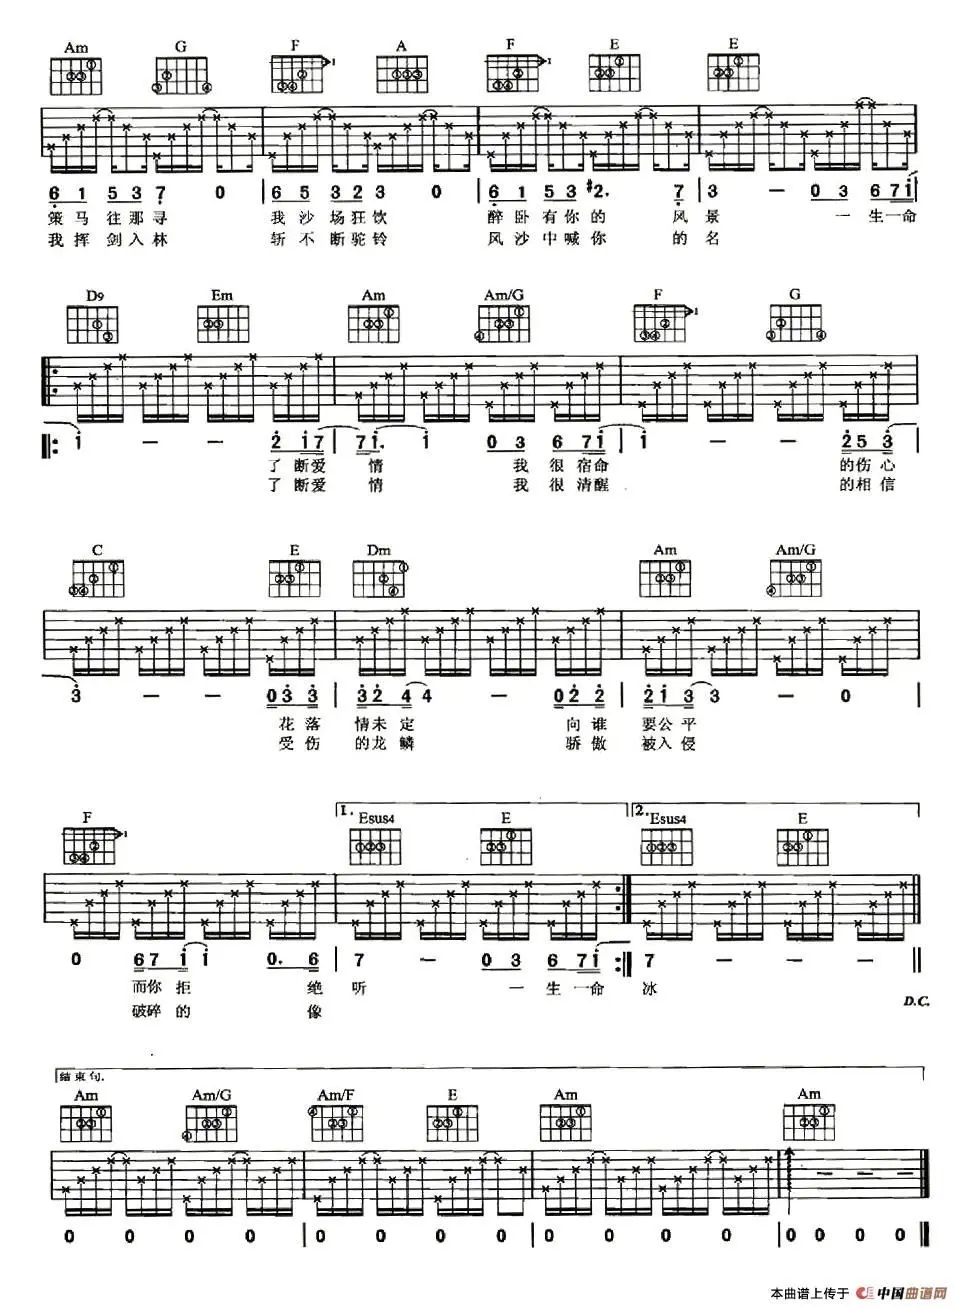 Am G F A F E E
6 1 5 3 7 0 | 6 5 3 2 3 0 | 6 1 5 3 #2. 7 | 3 — 0 3 6 7 i |
策马往那寻 我沙场狂饮 醉卧有你的 风景 一生一命
我挥剑入林 斩不断驼铃 风沙中喊你 的名
D9 Em Am Am/G F G
|: i — — 2 i 7 | 7 i. i 0 3 6 7 i | i — — 2 5 3 |
了断爱 情 我很宿命 的伤心
了断爱 情 我很清醒 的相信
C E Dm Am Am/G
3 — — 0 3 3 | 3 2 4 4 — 0 2 2 | 2 i 3 3 — 0 |
花落 情未定 向谁 要公平
受伤 的龙鳞 骄傲 被入侵
1. 2.
F Esus4 E Esus4 E
0 6 7 i i 0. 6 | 7 — 0 3 6 7 i :| 7 — — — ||
而你拒 绝 听 一生一命 冰
破碎的 像
D.C.
结束句.
Am Am/G Am/F E Am Am
0 0 0 0 | 0 0 0 0 | 0 0 0 0 | 0 0 0 0 ||
本曲谱上传于 中国曲谱网